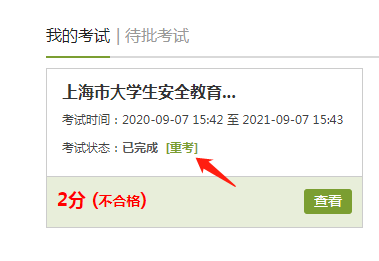 我的考试 | 待批考试
上海市大学生安全教育...
考试时间：2020-09-07 15:42 至 2021-09-07 15:43
考试状态：已完成 [重考]
2分 (不合格)
查看